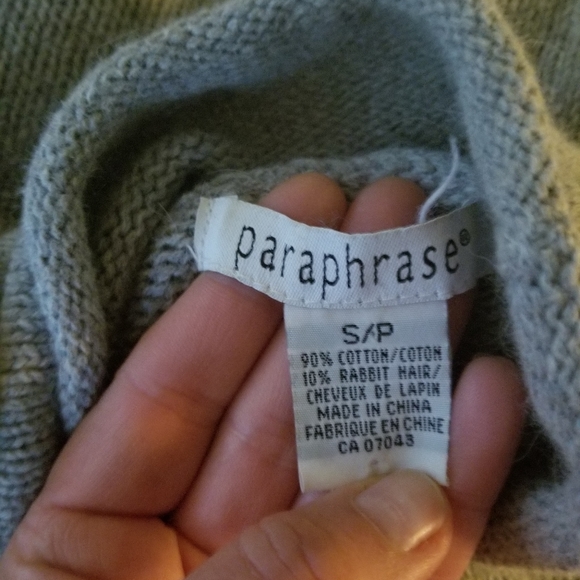 paraphrase®
S/P
90% COTTON/COTON
10% RABBIT HAIR/
CHEVEUX DE LAPIN
MADE IN CHINA
FABRIQUE EN CHINE
CA 07043